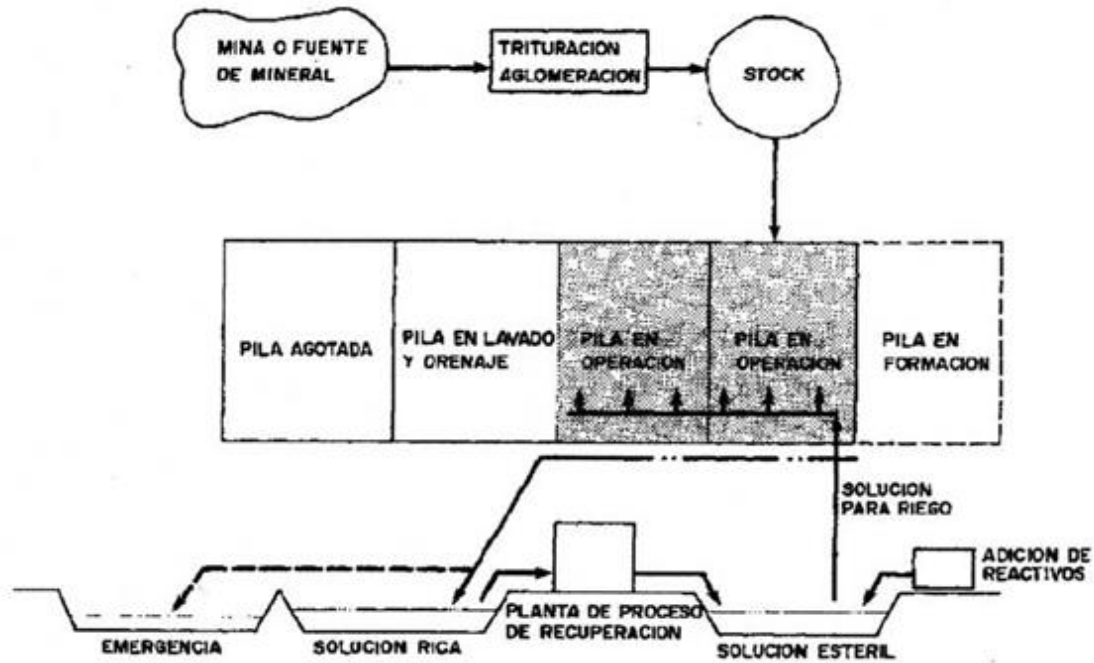 MINA O FUENTE
DE MINERAL
TRITURACION
AGLOMERACION
STOCK
PILA AGOTADA
PILA EN LAVADO
Y DRENAJE
PILA EN
OPERACION
PILA EN
OPERACION
PILA EN
FORMACION
SOLUCION
PARA RIEGO
ADICION DE
REACTIVOS
EMERGENCIA
SOLUCION RICA
PLANTA DE PROCESO
DE RECUPERACION
SOLUCION ESTERIL